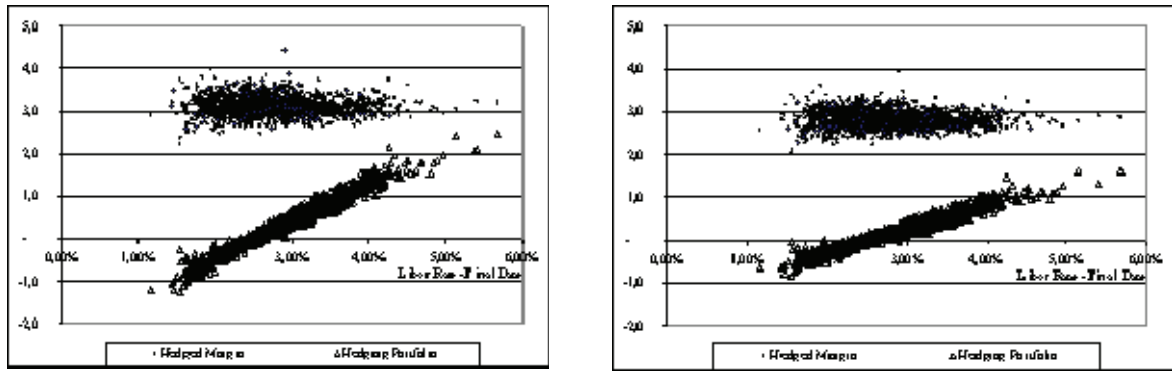 5,0
4,0
3,0
2,0
1,0
-
0,00% 1,00% 2,00% 3,00% 4,00% 5,00% 6,00%
Libor Rate - Final Date
-1,0
-2,0
Hedged Margin Hedging Portfolio
5,0
4,0
3,0
2,0
1,0
-
0,00% 1,00% 2,00% 3,00% 4,00% 5,00% 6,00%
Libor Rate - Final Date
-1,0
-2,0
Hedged Margin Hedging Portfolio